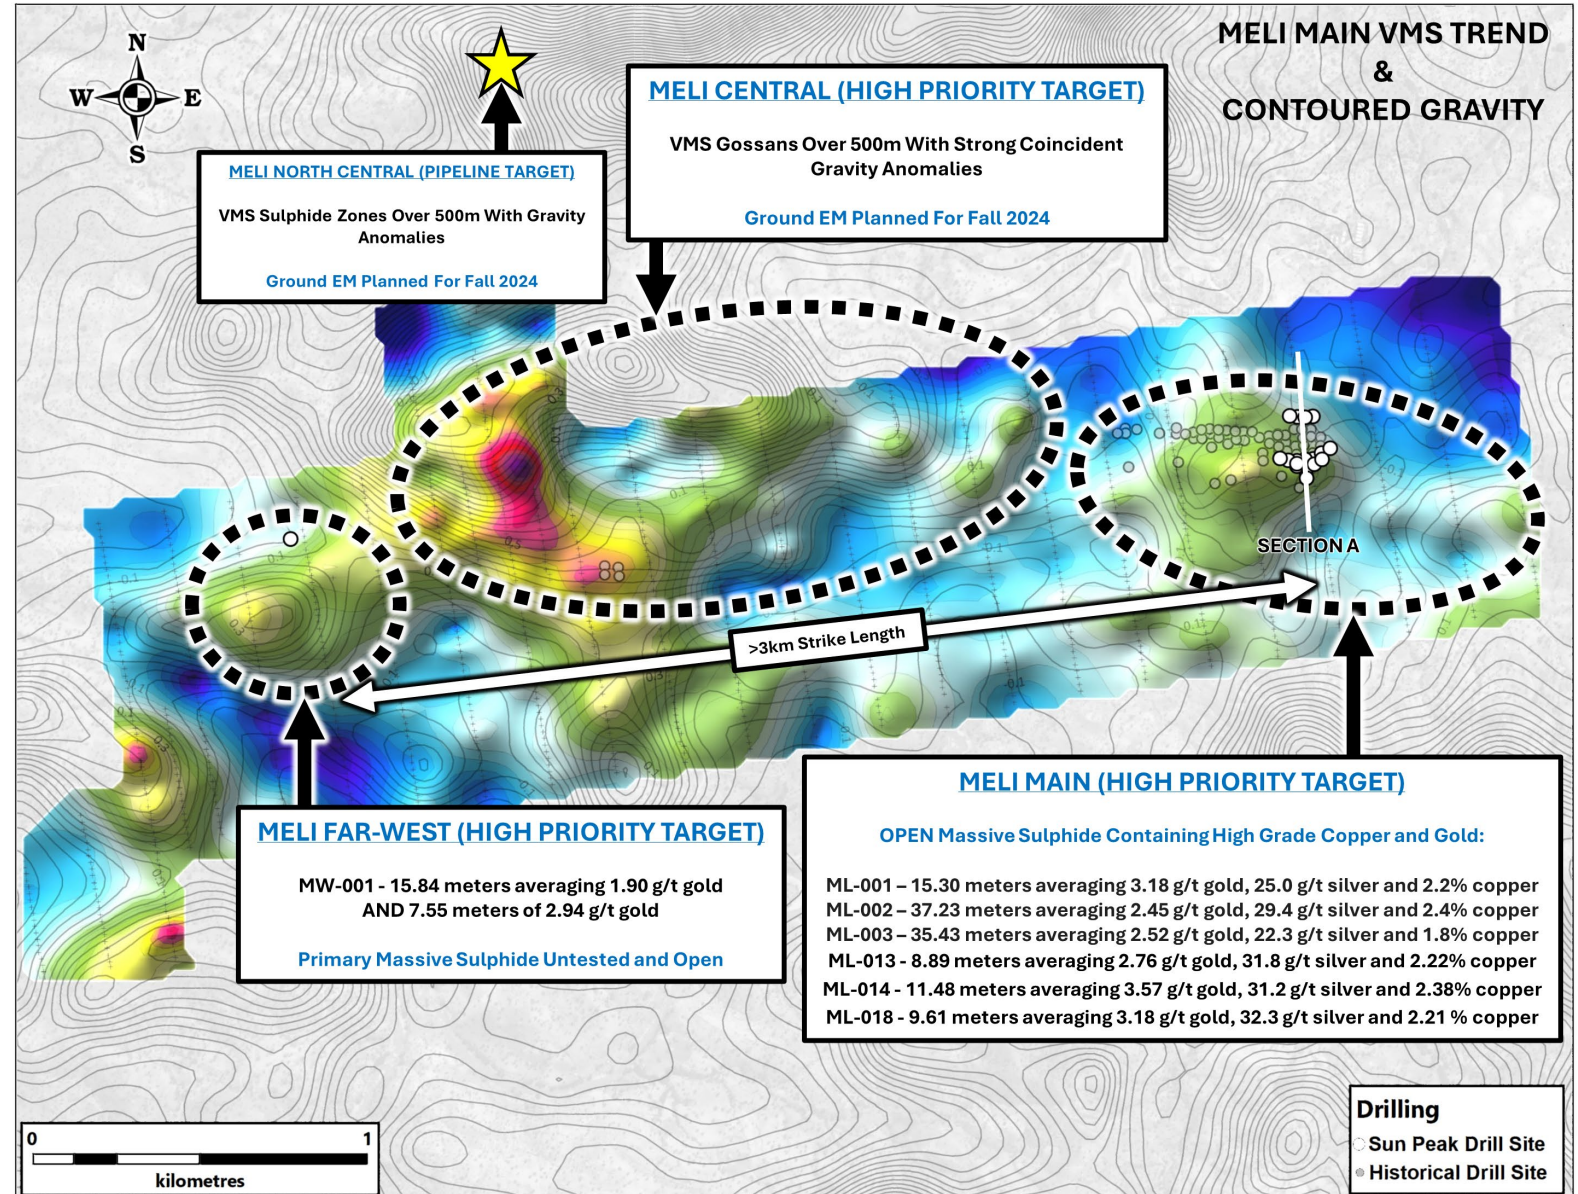 MELI MAIN VMS TREND
&
CONTOURED GRAVITY
N
W E
S
MELI NORTH CENTRAL (PIPELINE TARGET)
VMS Sulphide Zones Over 500m With Gravity
Anomalies
Ground EM Planned For Fall 2024
MELI CENTRAL (HIGH PRIORITY TARGET)
VMS Gossans Over 500m With Strong Coincident
Gravity Anomalies
Ground EM Planned For Fall 2024
SECTION A
>3km Strike Length
MELI FAR-WEST (HIGH PRIORITY TARGET)
MW-001 - 15.84 meters averaging 1.90 g/t gold
AND 7.55 meters of 2.94 g/t gold
Primary Massive Sulphide Untested and Open
MELI MAIN (HIGH PRIORITY TARGET)
OPEN Massive Sulphide Containing High Grade Copper and Gold:
ML-001 – 15.30 meters averaging 3.18 g/t gold, 25.0 g/t silver and 2.2% copper
ML-002 – 37.23 meters averaging 2.45 g/t gold, 29.4 g/t silver and 2.4% copper
ML-003 – 35.43 meters averaging 2.52 g/t gold, 22.3 g/t silver and 1.8% copper
ML-013 - 8.89 meters averaging 2.76 g/t gold, 31.8 g/t silver and 2.22% copper
ML-014 - 11.48 meters averaging 3.57 g/t gold, 31.2 g/t silver and 2.38% copper
ML-018 - 9.61 meters averaging 3.18 g/t gold, 32.3 g/t silver and 2.21 % copper
0 1
kilometres
Drilling
Sun Peak Drill Site
Historical Drill Site